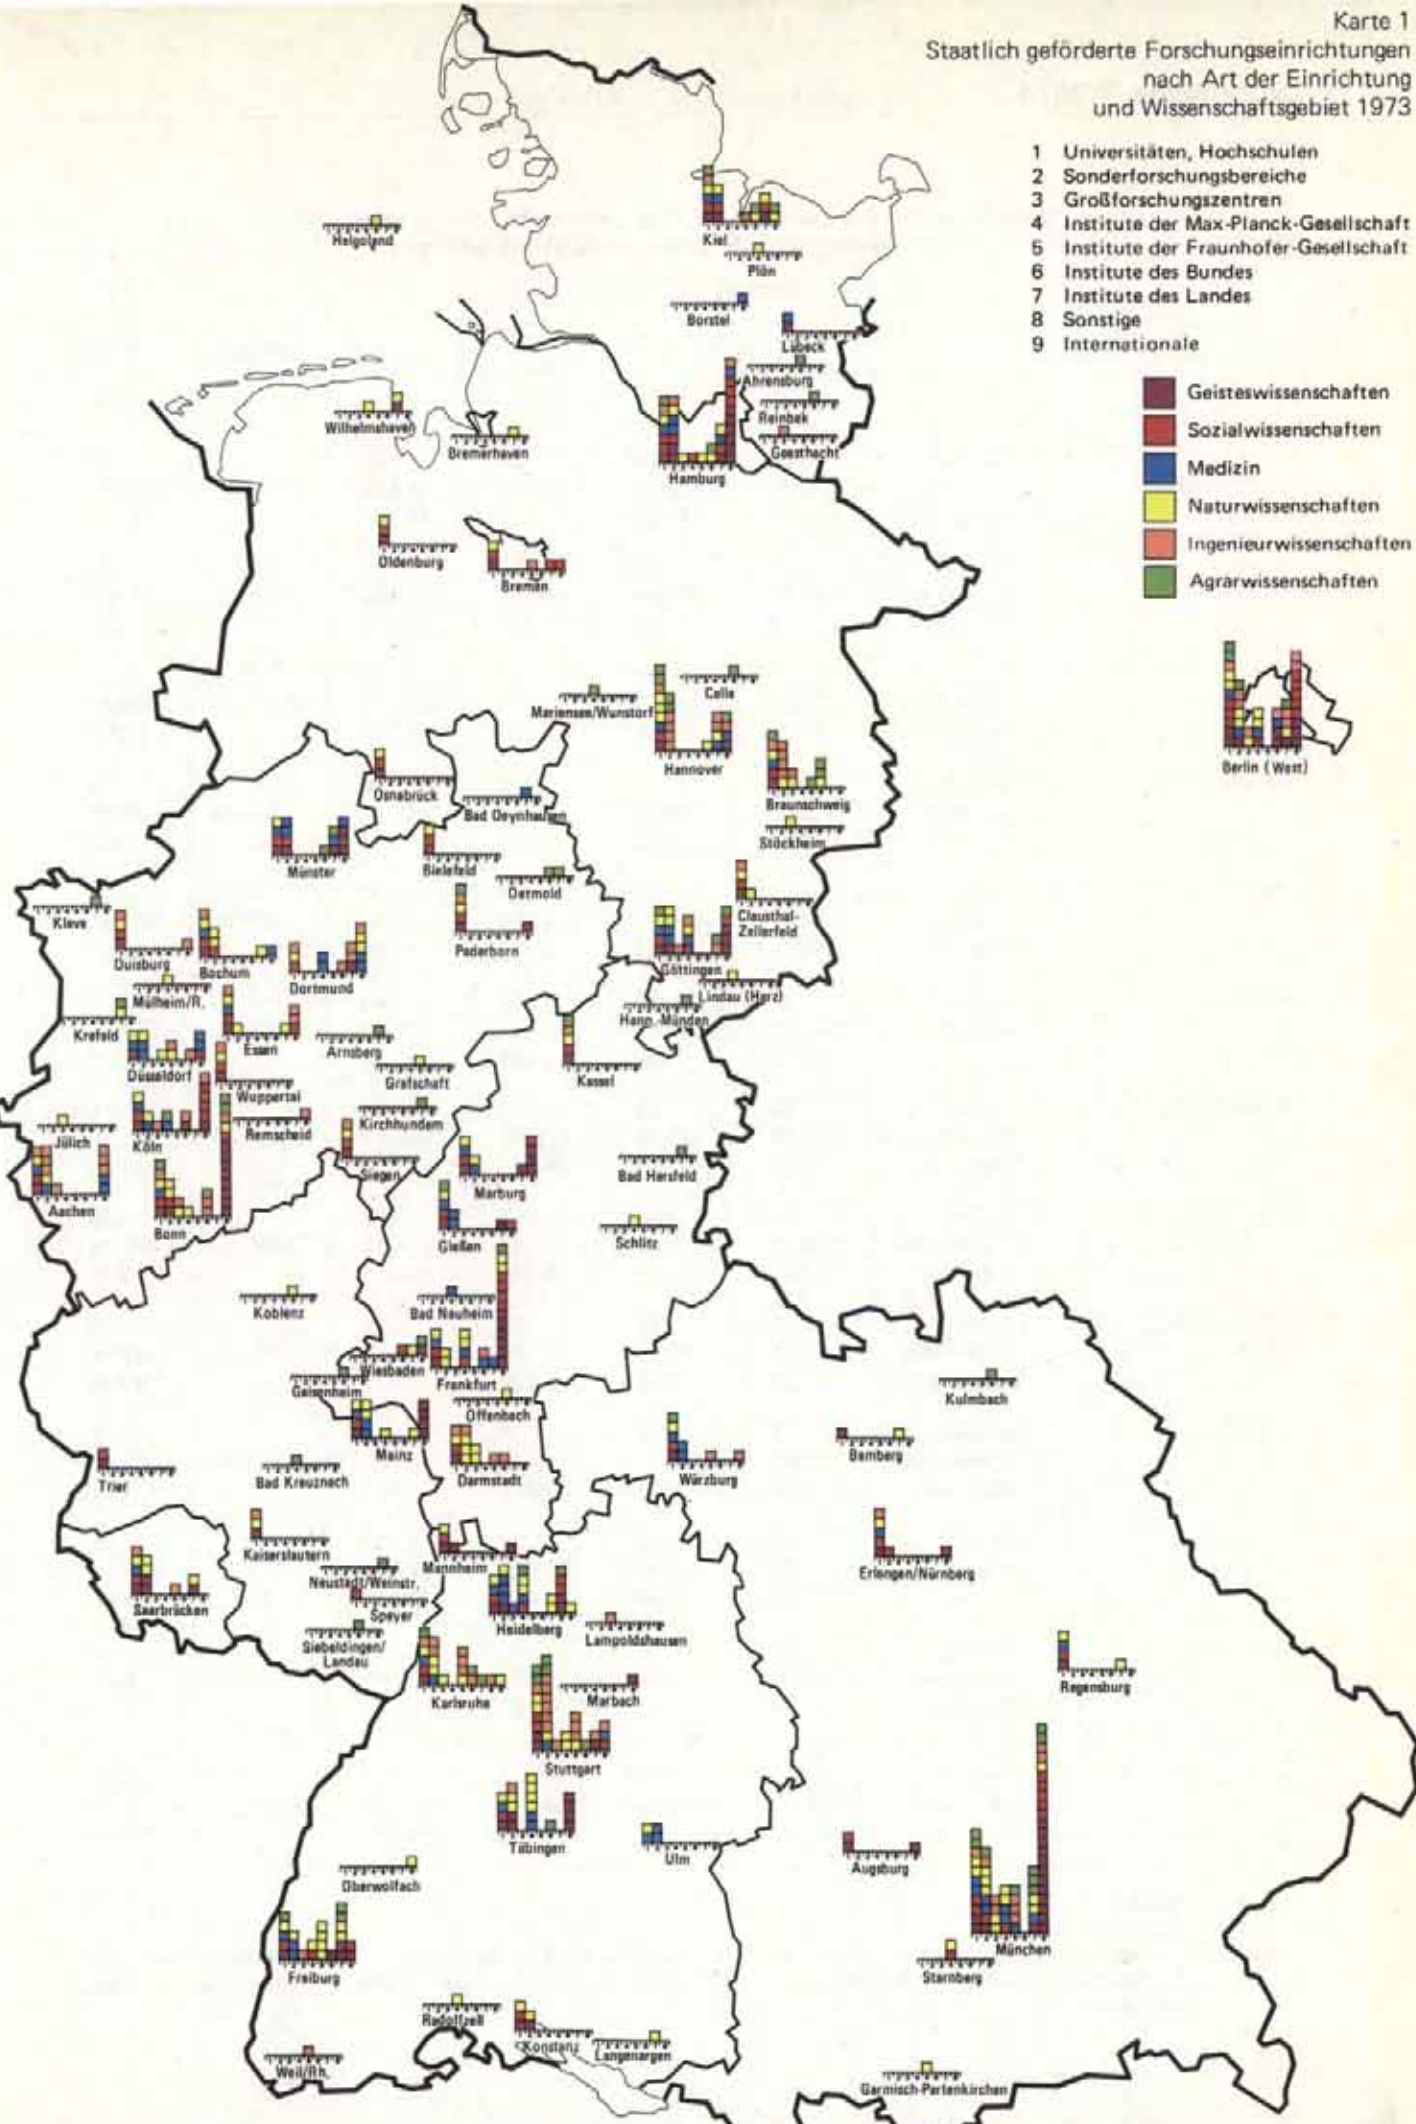 Karte 1
Staatlich geförderte Forschungseinrichtungen
nach Art der Einrichtung
und Wissenschaftsgebiet 1973
1 Universitäten, Hochschulen
2 Sonderforschungsbereiche
3 Großforschungszentren
4 Institute der Max-Planck-Gesellschaft
5 Institute der Fraunhofer-Gesellschaft
6 Institute des Bundes
7 Institute des Landes
8 Sonstige
9 Internationale
Geisteswissenschaften
Sozialwissenschaften
Medizin
Naturwissenschaften
Ingenieurwissenschaften
Agrarwissenschaften
Helgoland
Kiel
Plön
Borstel
Lübeck
Ahrensburg
Reinbek
Geesthacht
Hamburg
Wilhelmshaven
Bremerhaven
Oldenburg
Bremen
Celle
Mariensee/Wunstorf
Hannover
Berlin (West)
Osnabrück
Bad Oeynhausen
Braunschweig
Stöckheim
Münster
Bielefeld
Detmold
Kleve
Paderborn
Clausthal-
Zellerfeld
Duisburg
Bochum
Dortmund
Göttingen
Lindau (Harz)
Mülheim/R.
Hann.-Münden
Krefeld
Essen
Arnsberg
Düsseldorf
Grafschaft
Kassel
Wuppertal
Kirchhundem
Remscheid
Jülich
Köln
Siegen
Bad Hersfeld
Marburg
Aachen
Bonn
Gießen
Schlitz
Koblenz
Bad Nauheim
Wiesbaden
Frankfurt
Geisenheim
Offenbach
Kulmbach
Mainz
Bamberg
Trier
Bad Kreuznach
Darmstadt
Würzburg
Kaiserslautern
Mannheim
Erlangen/Nürnberg
Neustadt/Weinstr.
Saarbrücken
Speyer
Heidelberg
Lampoldshausen
Siebeldingen/
Landau
Karlsruhe
Marbach
Regensburg
Stuttgart
Tübingen
Ulm
Augsburg
Oberwolfach
München
Freiburg
Starnberg
Radolfzell
Konstanz
Langenargen
Weil/Rh.
Garmisch-Partenkirchen